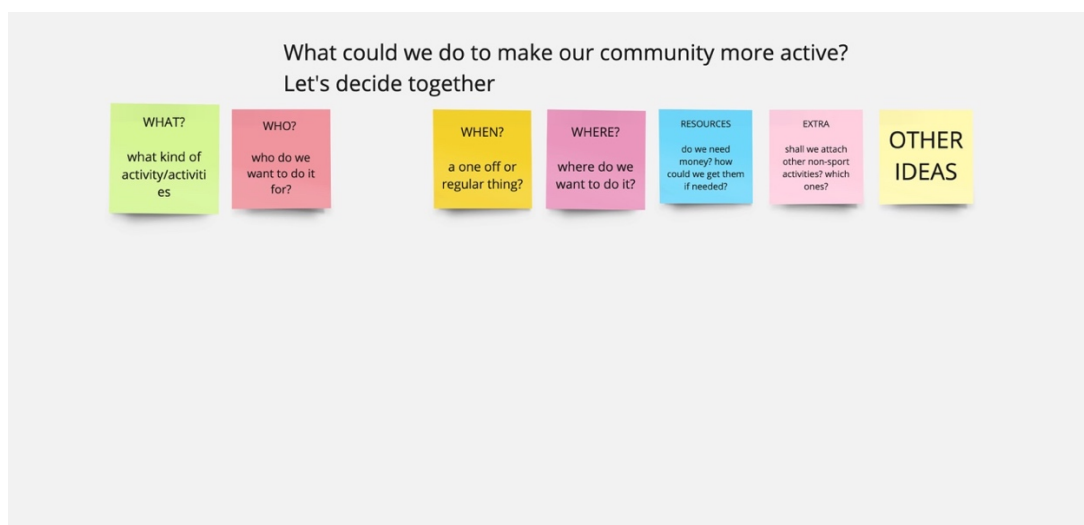 What could we do to make our community more active?
Let's decide together
WHAT?
what kind of
activity/activiti
es
WHO?
who do we
want to do it
for?
WHEN?
a one off or
regular thing?
WHERE?
where do we
want to do it?
RESOURCES
do we need
money? how
could we get them
if needed?
EXTRA
shall we attach
other non-sport
activities? which
ones?
OTHER
IDEAS